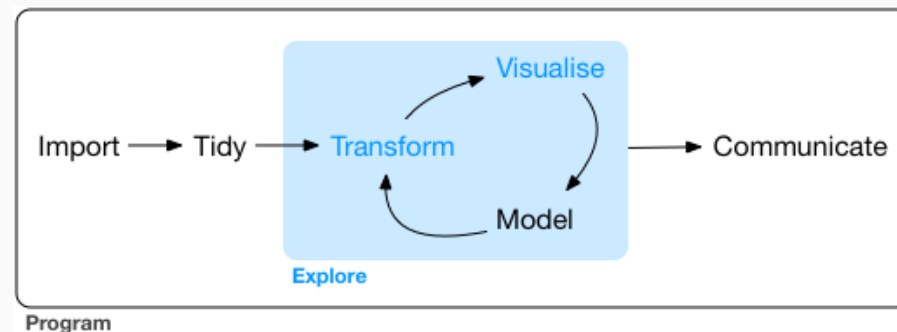 Visualise
Import Tidy Transform Communicate
Model
Explore
Program